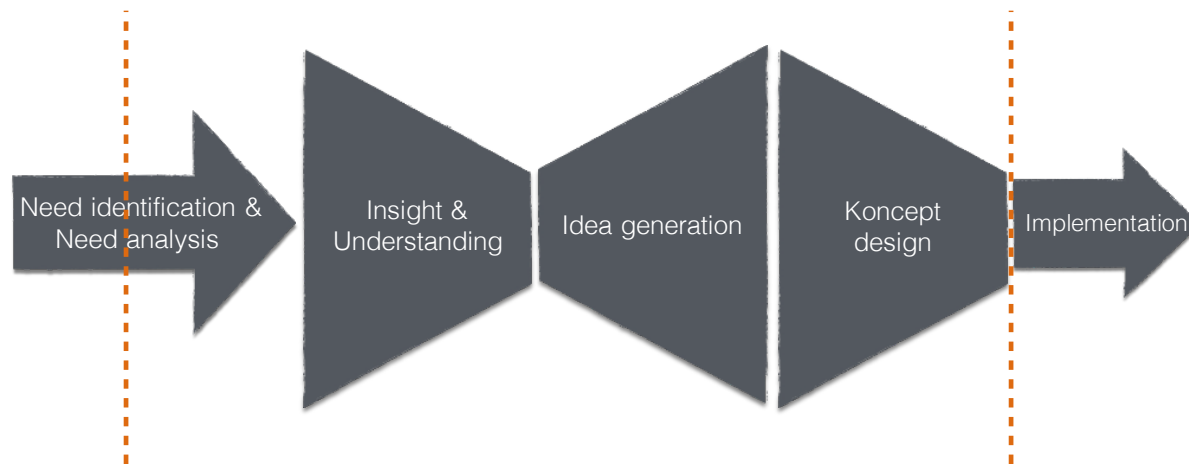 Need identification &
Need analysis
Insight &
Understanding
Idea generation
Koncept
design
Implementation